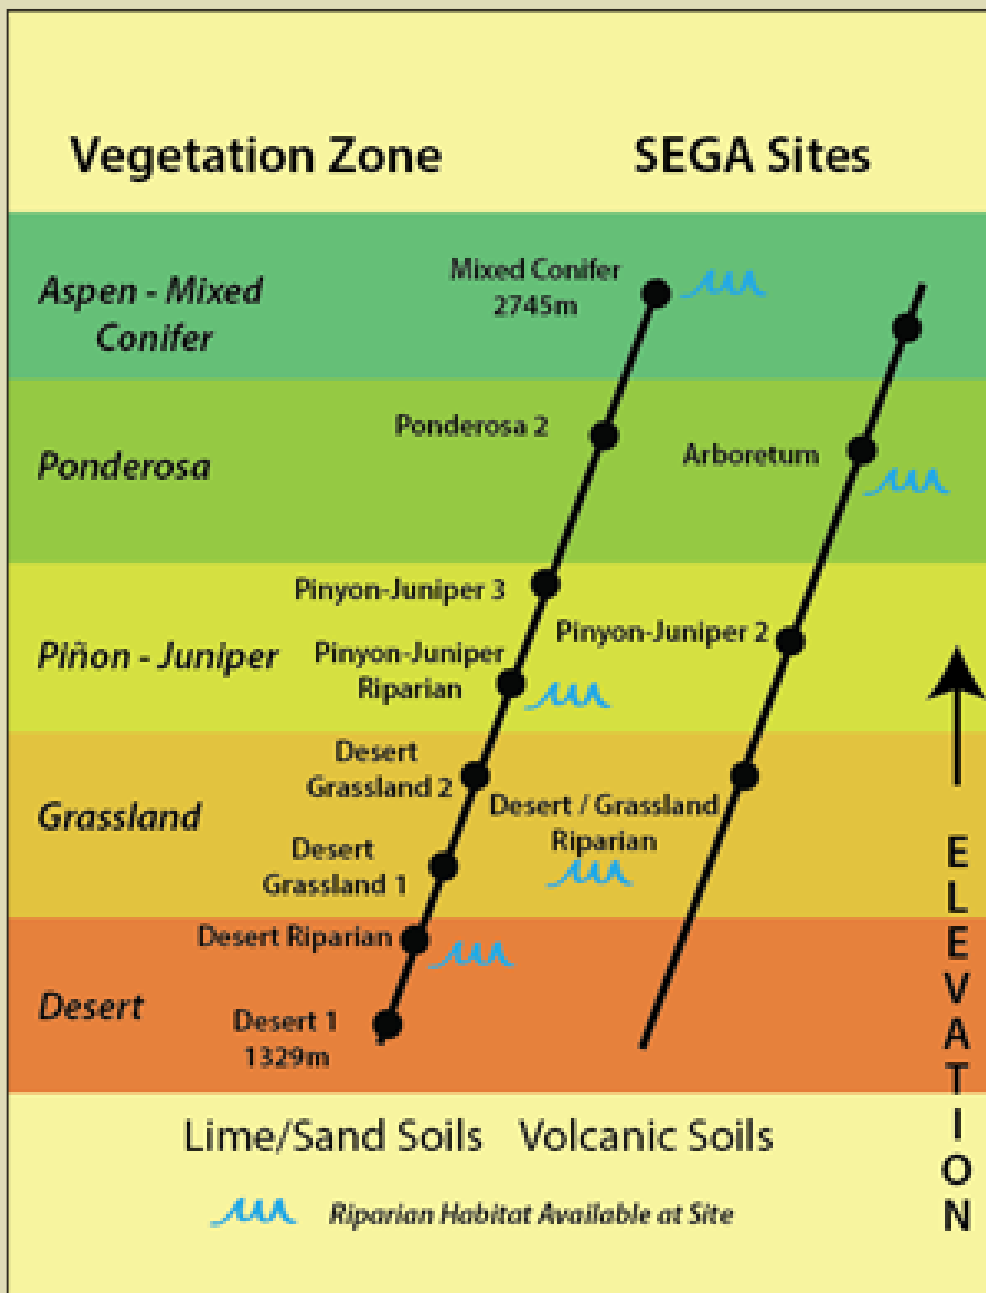 Vegetation Zone
SEGA Sites
Aspen - Mixed
Conifer
Mixed Conifer
2745m
Ponderosa
Ponderosa 2
Arboretum
Piñon - Juniper
Pinyon-Juniper 3
Pinyon-Juniper
Riparian
Pinyon-Juniper 2
Grassland
Desert
Grassland 2
Desert / Grassland
Riparian
Desert
Grassland 1
Desert
Desert Riparian
Desert 1
1329m
ELEVATION
Lime/Sand Soils
Volcanic Soils
Riparian Habitat Available at Site